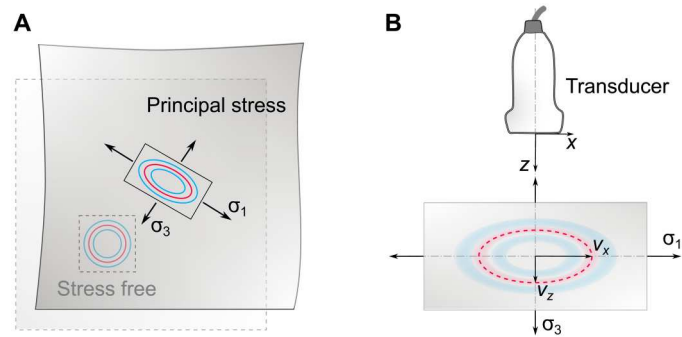 A
Principal stress
σ1
σ3
Stress free
B
Transducer
x
z
vx
σ1
vz
σ3